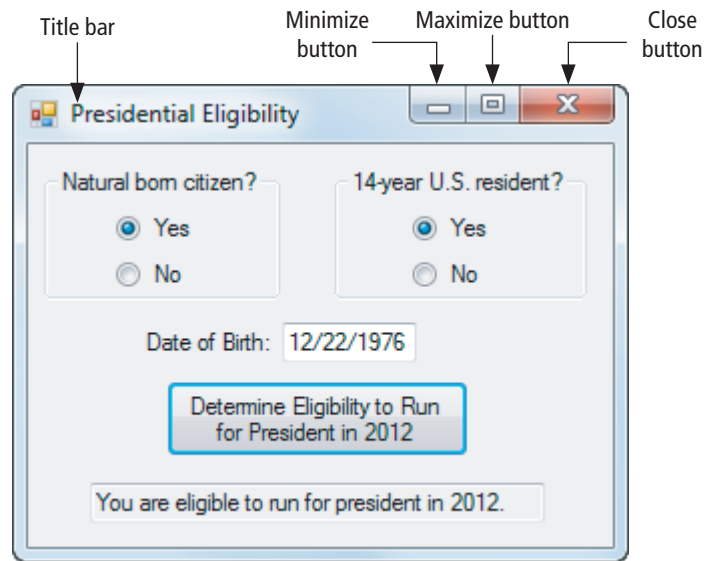 Title bar
Minimize button
Maximize button
Close button
Presidential Eligibility
Natural born citizen?
14-year U.S. resident?
Yes
Yes
No
No
Date of Birth: 12/22/1976
Determine Eligibility to Run
for President in 2012
You are eligible to run for president in 2012.